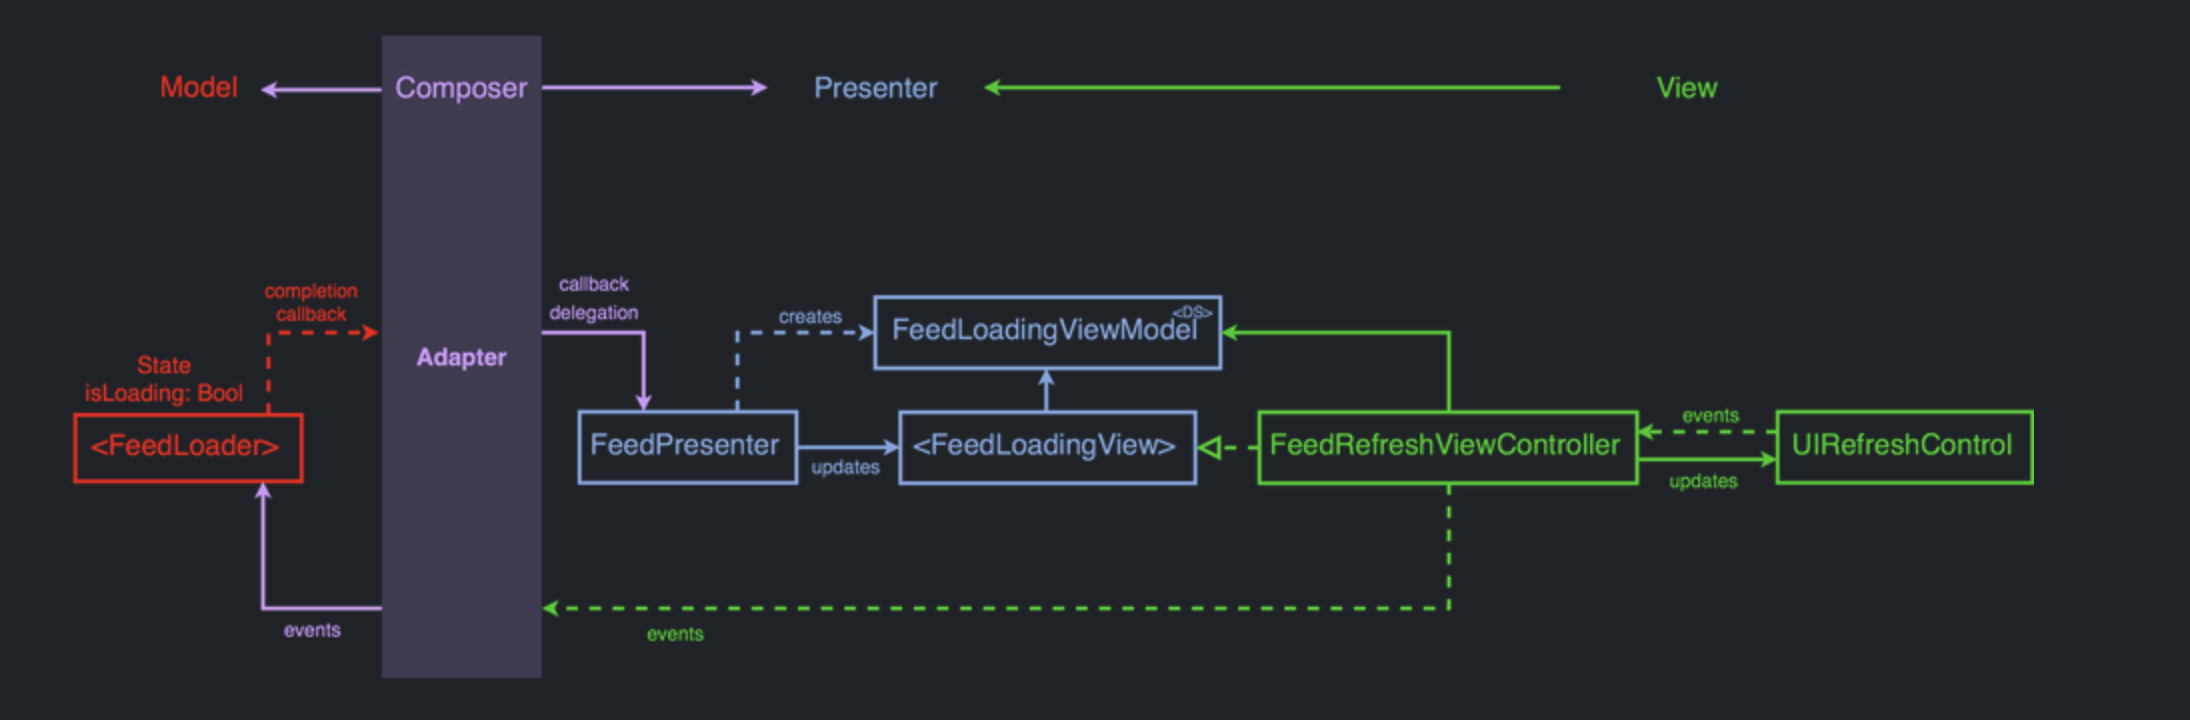 Model
Composer
Presenter
View
completion
callback
callback
delegation
Adapter
State
isLoading: Bool
<FeedLoader>
creates
<DS>
FeedLoadingViewModel
FeedPresenter
updates
<FeedLoadingView>
FeedRefreshViewController
events
updates
UIRefreshControl
events
events